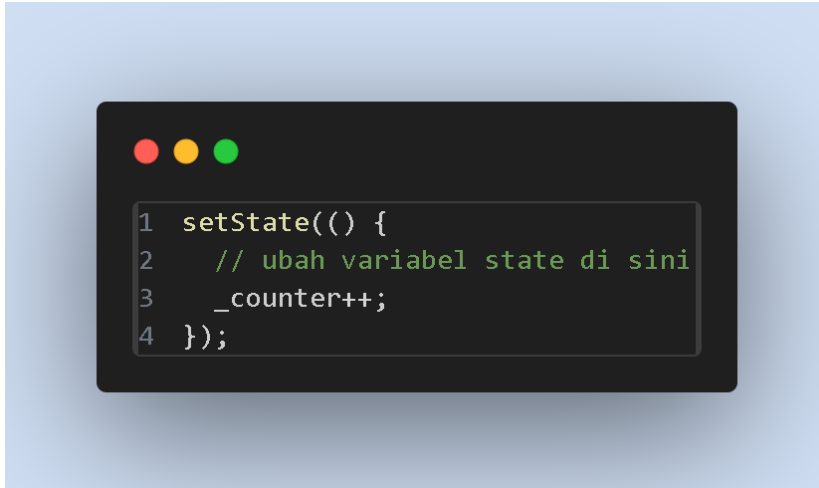 1 setState(() {
2 // ubah variabel state di sini
3 _counter++;
4 });